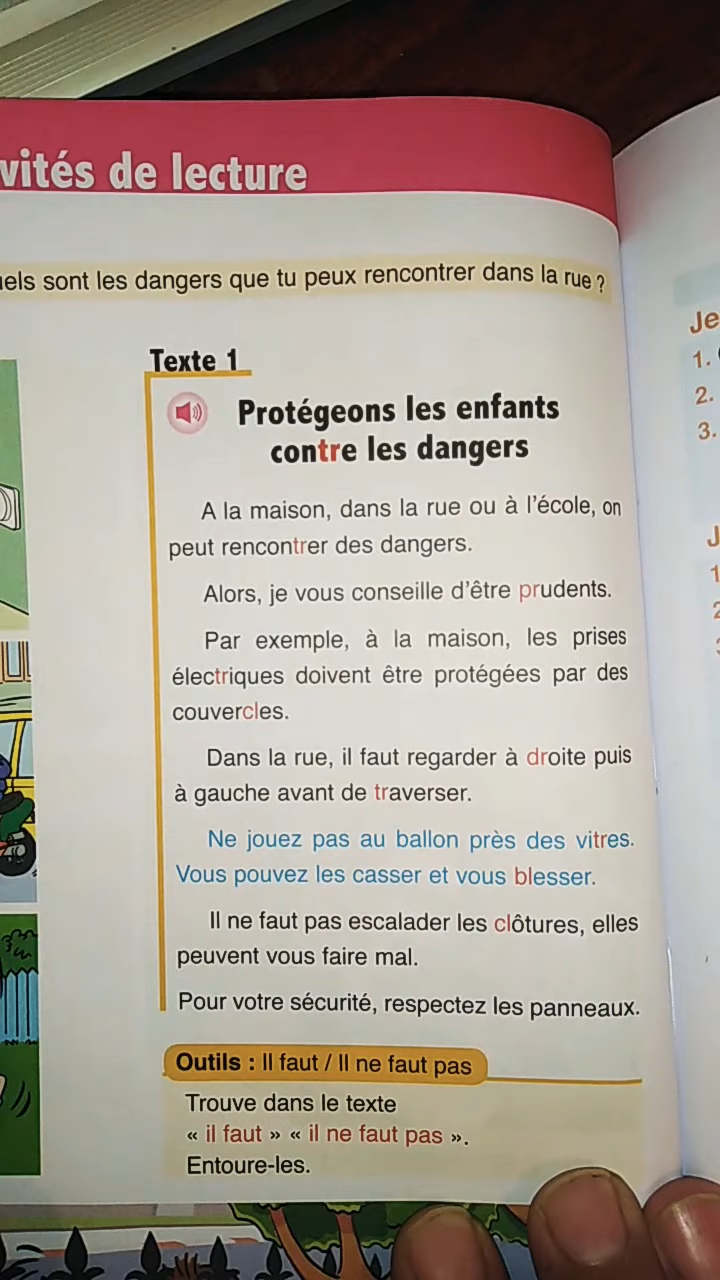 vités de lecture
els sont les dangers que tu peux rencontrer dans la rue ?
Texte 1
Protégeons les enfants
contre les dangers
A la maison, dans la rue ou à l'école, on
peut rencontrer des dangers.
Alors, je vous conseille d'être prudents.
Par exemple, à la maison, les prises
électriques doivent être protégées par des
couvercles.
Dans la rue, il faut regarder à droite puis
à gauche avant de traverser.
Ne jouez pas au ballon près des vitres.
Vous pouvez les casser et vous blesser.
Il ne faut pas escalader les clôtures, elles
peuvent vous faire mal.
Pour votre sécurité, respectez les panneaux.
Outils : Il faut / Il ne faut pas
Trouve dans le texte
« il faut » « il ne faut pas ».
Entoure-les.
Je
1.
2.
3.
J
1
2